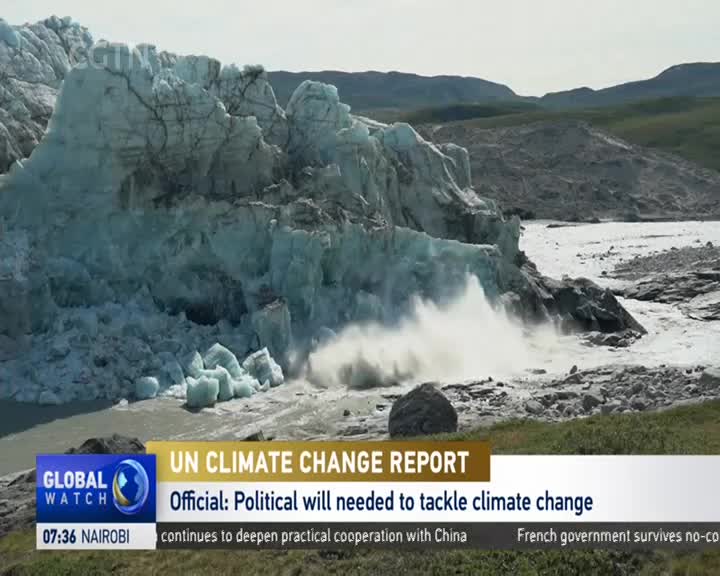 CGTN
UN CLIMATE CHANGE REPORT
GLOBAL
WATCH
Official: Political will needed to tackle climate change
07:36 NAIROBI
continues to deepen practical cooperation with China French government survives no-co